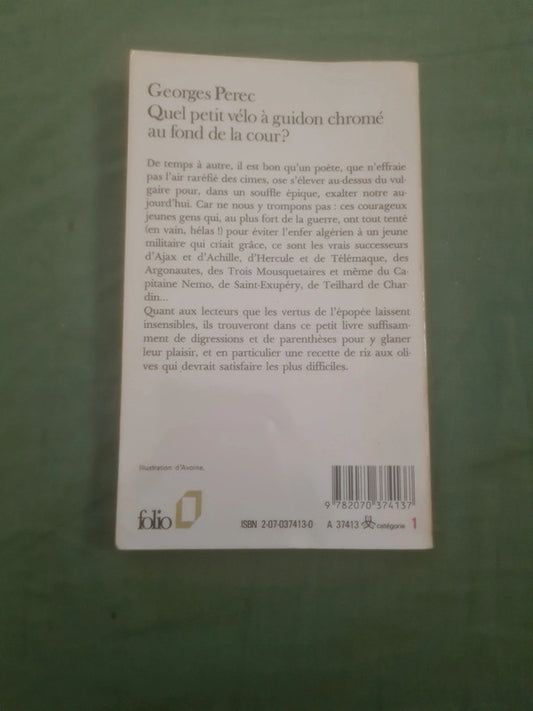 Georges Perec
Quel petit vélo à guidon chromé
au fond de la cour?
De temps à autre, il est bon qu'un poète, que n'effraie
pas l'air raréfié des cimes, ose s'élever au-dessus du vul-
gaire pour, dans un souffle épique, exalter notre au-
jourd'hui. Car ne nous y trompons pas : ces courageux
jeunes gens qui, au plus fort de la guerre, ont tout tenté
(en vain, hélas !) pour éviter l'enfer algérien à un jeune
militaire qui criait grâce, ce sont les vrais successeurs
d'Ajax et d'Achille, d'Hercule et de Télémaque, des
Argonautes, des Trois Mousquetaires et même du Ca-
pitaine Nemo, de Saint-Exupéry, de Teilhard de Char-
din...
Quant aux lecteurs que les vertus de l'épopée laissent
insensibles, ils trouveront dans ce petit livre suffisam-
ment de digressions et de parenthèses pour y glaner
leur plaisir, et en particulier une recette de riz aux oli-
ves qui devrait satisfaire les plus difficiles.
Illustration d'Avoine.
9 782070 374137
folio
ISBN 2-07-037413-0 A 37413 catégorie 1